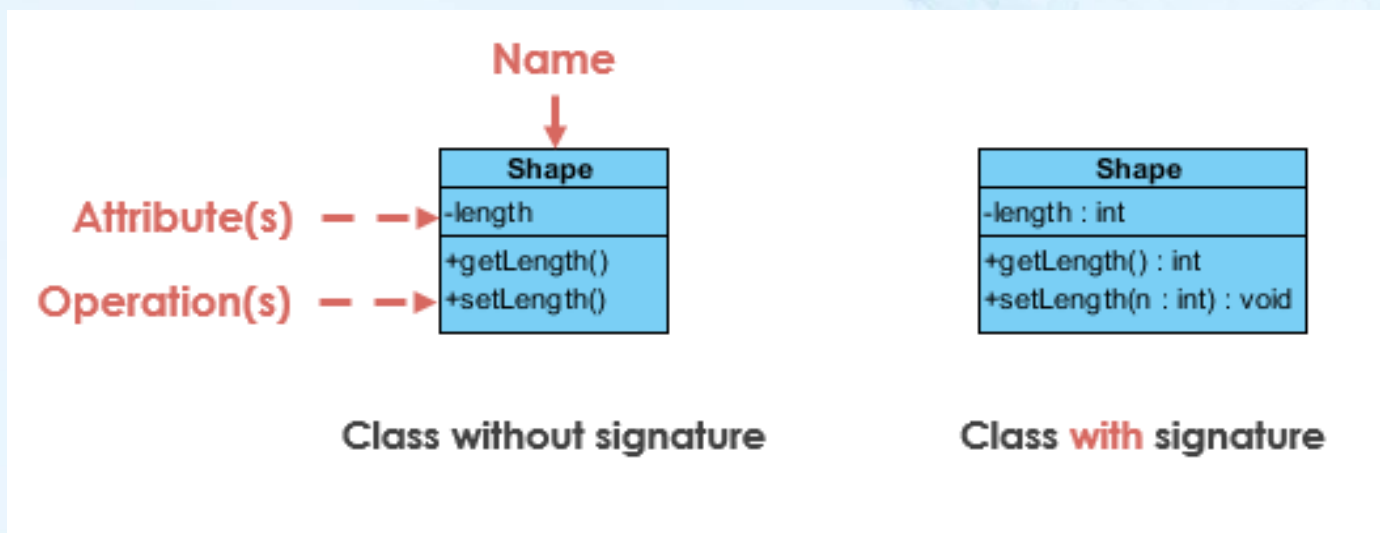 Name
Shape
Attribute(s)
-length
Operation(s)
+getLength()
+setLength()
Class without signature
Shape
-length : int
+getLength() : int
+setLength(n : int) : void
Class with signature